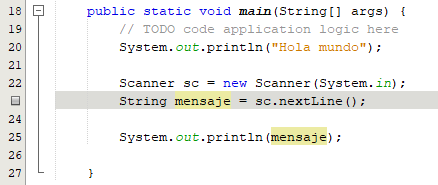 18 public static void main(String[] args) {
19 // TODO code application logic here
20 System.out.println("Hola mundo");
21
22 Scanner sc = new Scanner(System.in);
String mensaje = sc.nextLine();
24
25 System.out.println(mensaje);
26
27 }